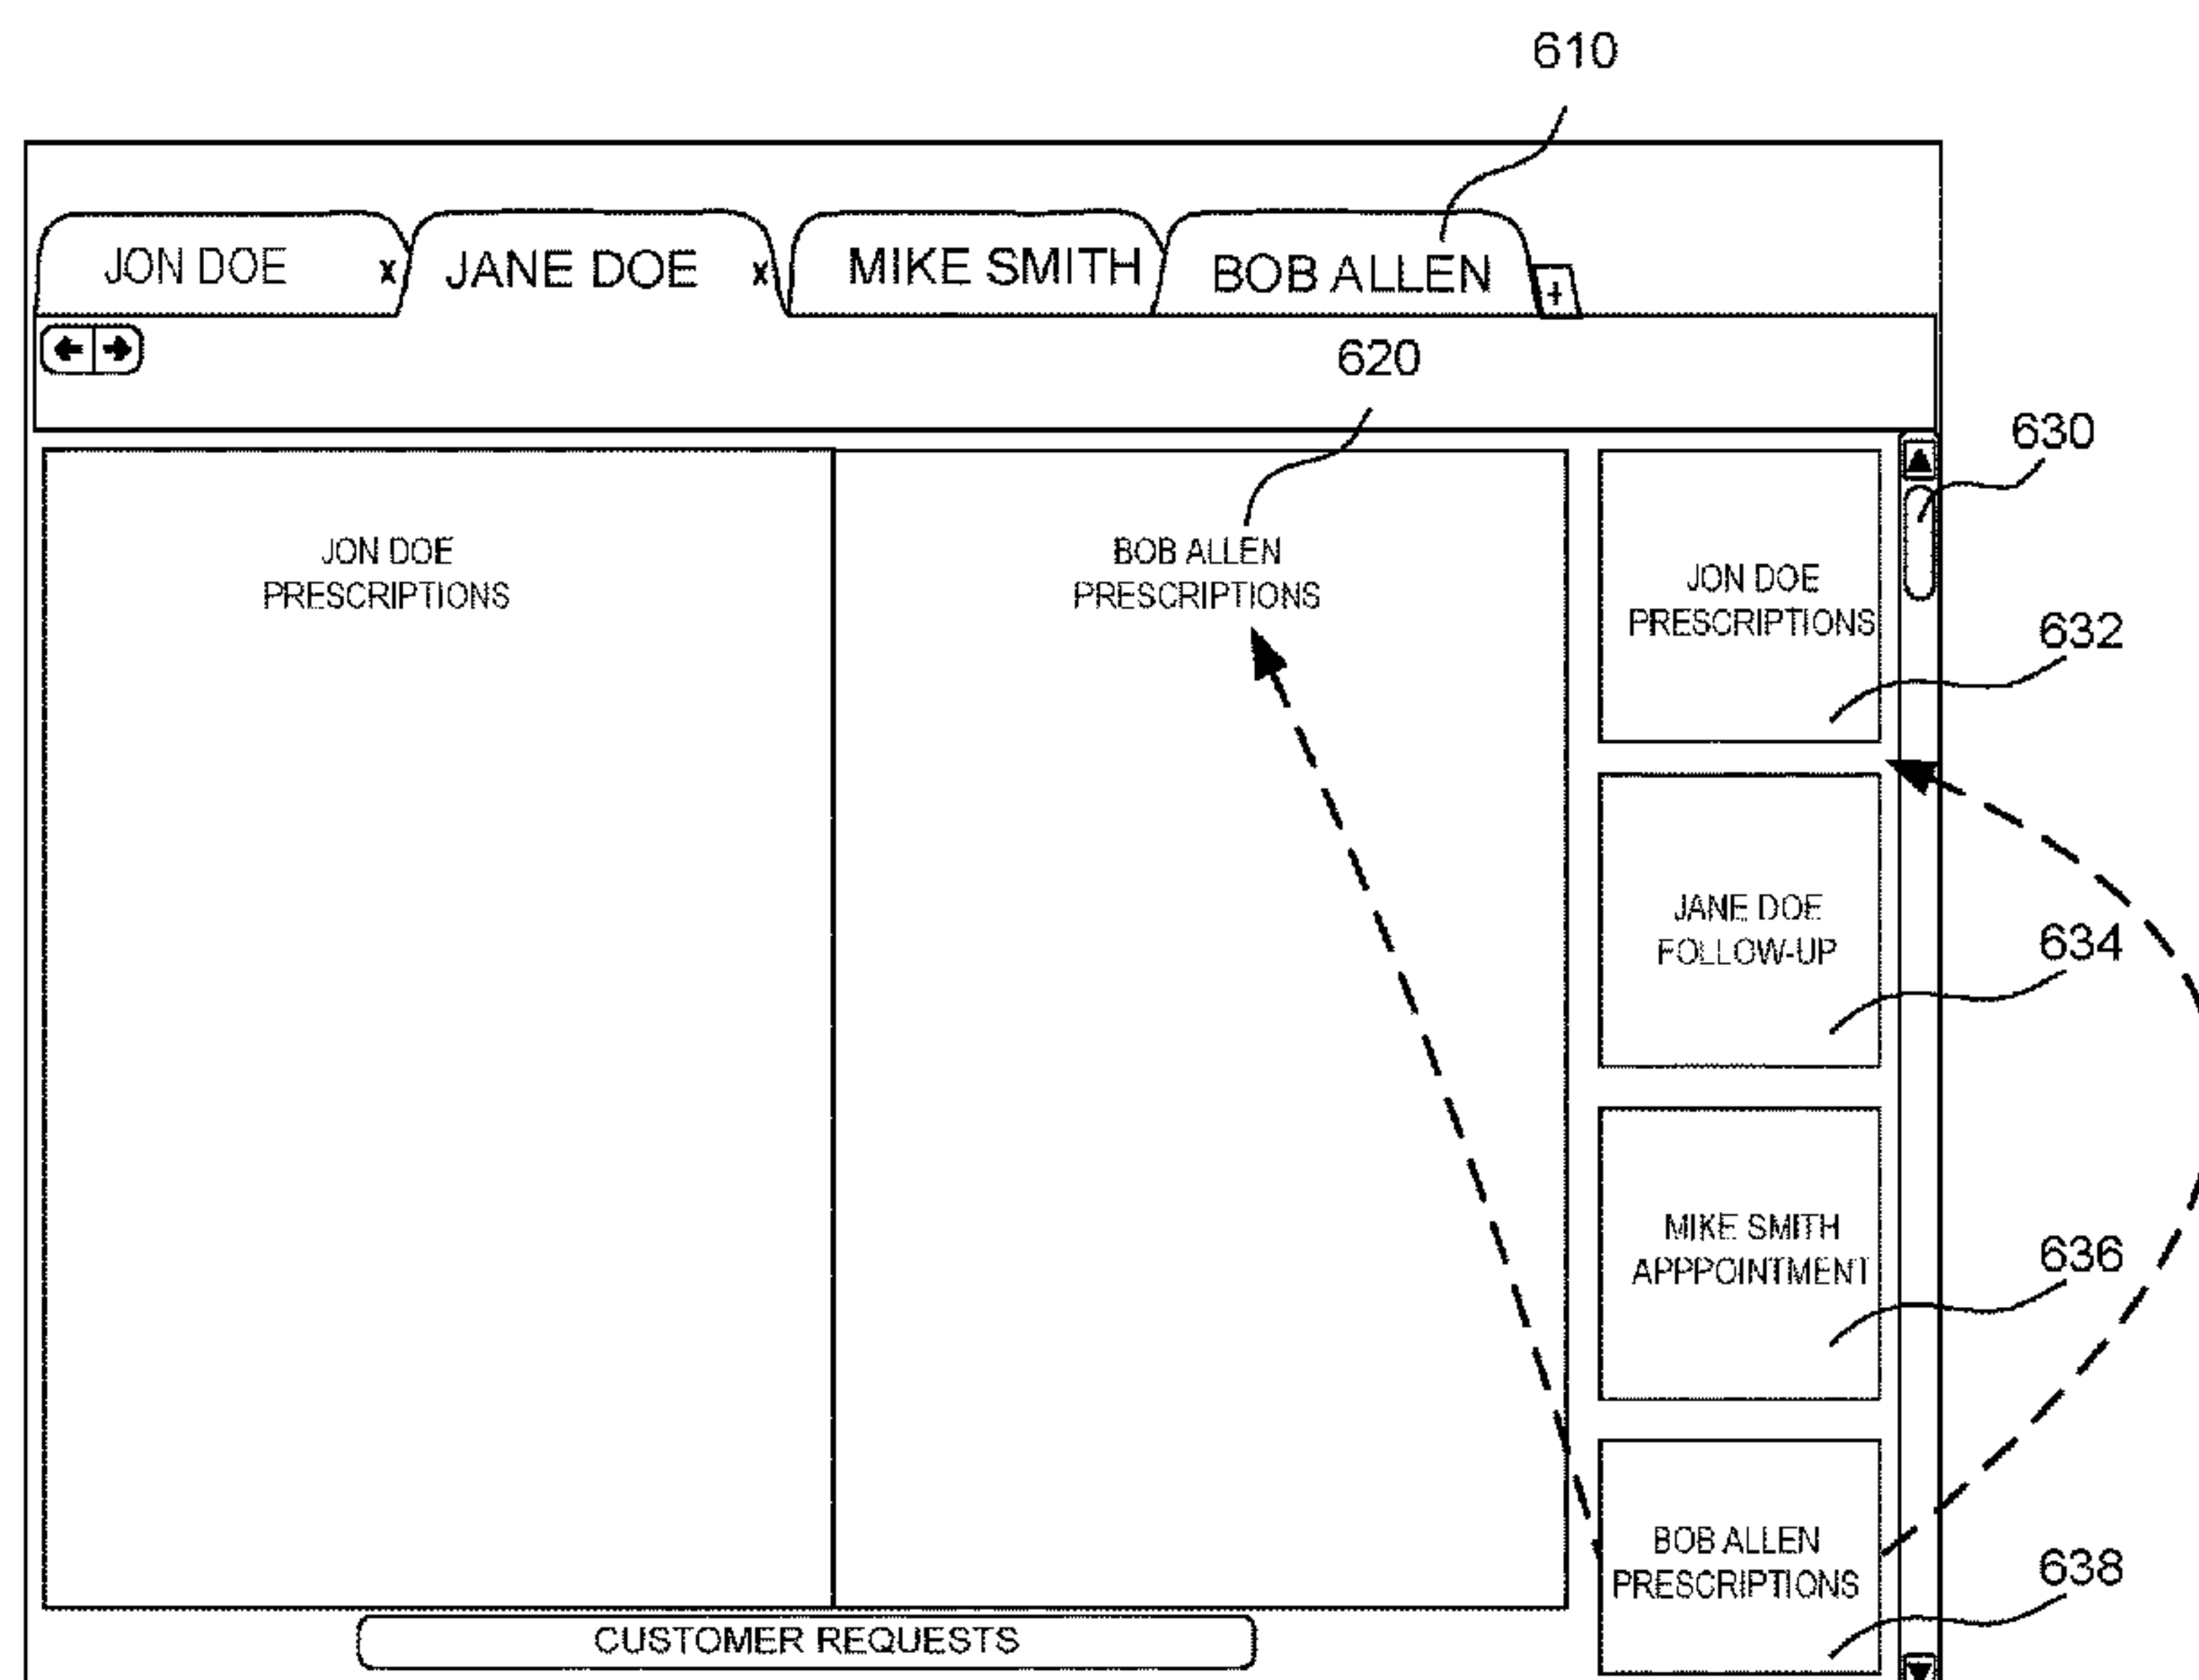 610
JON DOE x JANE DOE x MIKE SMITH BOB ALLEN +
620
630
JON DOE
PRESCRIPTIONS
BOB ALLEN
PRESCRIPTIONS
JON DOE
PRESCRIPTIONS
632
JANE DOE
FOLLOW-UP
634
MIKE SMITH
APPPOINTMENT
636
BOB ALLEN
PRESCRIPTIONS
638
CUSTOMER REQUESTS